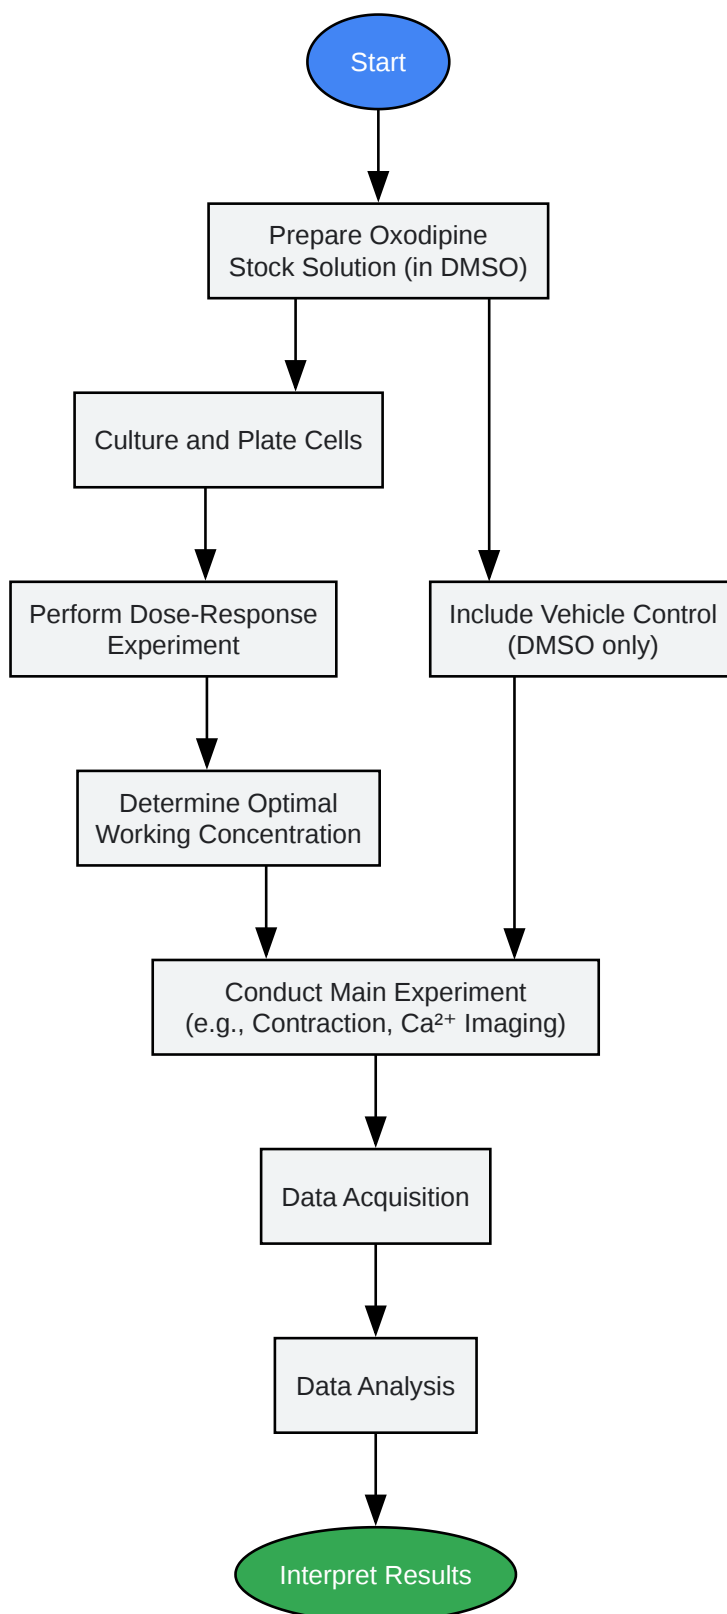 Start
Prepare Oxodipine
Stock Solution (in DMSO)
Culture and Plate Cells
Perform Dose-Response
Experiment
Include Vehicle Control
(DMSO only)
Determine Optimal
Working Concentration
Conduct Main Experiment
(e.g., Contraction, Ca²⁺ Imaging)
Data Acquisition
Data Analysis
Interpret Results